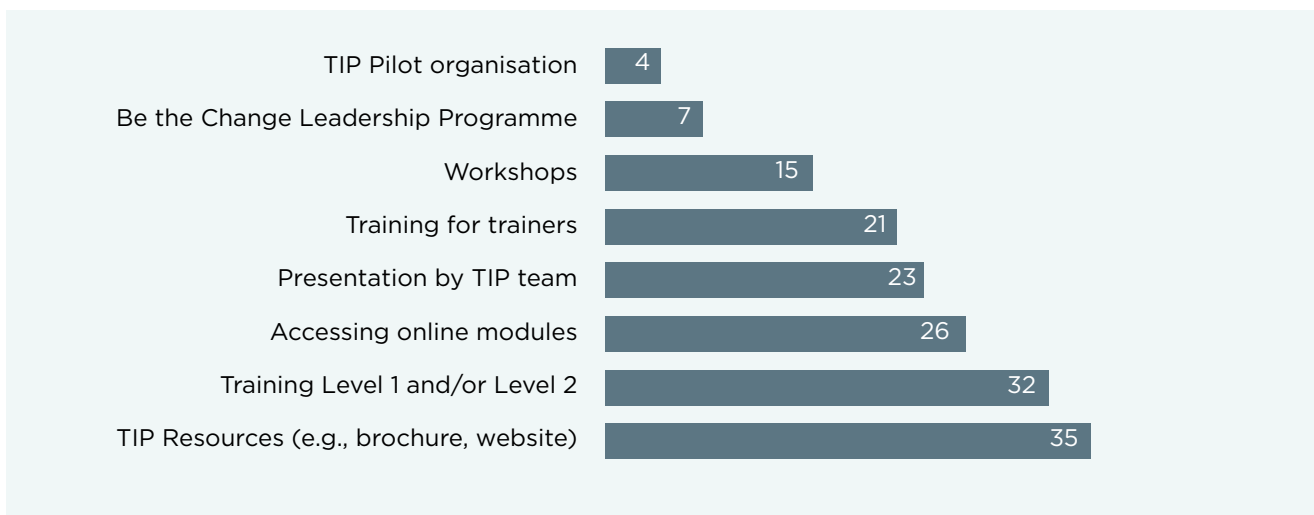 TIP Pilot organisation 4
Be the Change Leadership Programme 7
Workshops 15
Training for trainers 21
Presentation by TIP team 23
Accessing online modules 26
Training Level 1 and/or Level 2 32
TIP Resources (e.g., brochure, website) 35